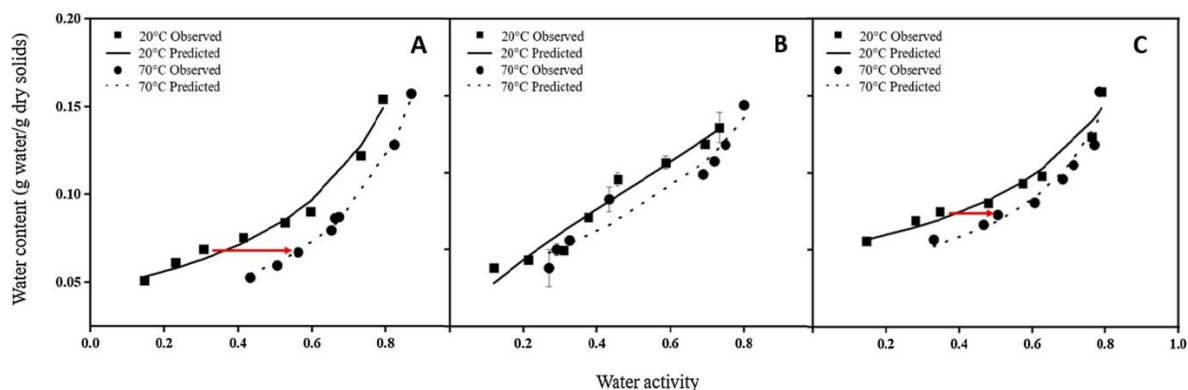 0.20
0.15
0.10
0.05
Water content (g water/g dry solids)
20°C Observed
20°C Predicted
70°C Observed
70°C Predicted
A
20°C Observed
20°C Predicted
70°C Observed
70°C Predicted
B
20°C Observed
20°C Predicted
70°C Observed
70°C Predicted
C
0.0 0.2 0.4 0.6 0.8 0.2 0.4 0.6 0.8 0.2 0.4 0.6 0.8 1.0
Water activity